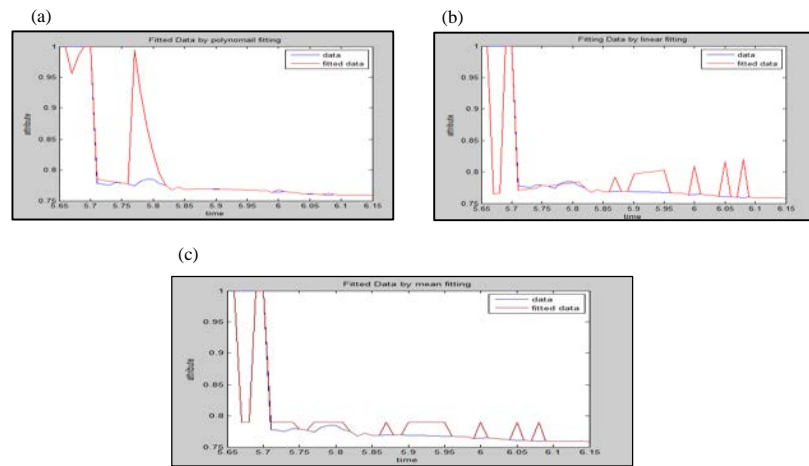 (a)
Fitted Data by polynomail fitting
data
fitted data
1
0.95
0.9
0.85
0.8
0.75
attribute
5.65 5.7 5.75 5.8 5.85 5.9 5.95 6 6.05 6.1 6.15
time
(b)
Fitting Data by linear fitting
data
fitted data
1
0.95
0.9
0.85
0.8
0.75
attribute
5.65 5.7 5.75 5.8 5.85 5.9 5.95 6 6.05 6.1 6.15
time
(c)
Fitted Data by mean fitting
data
fitted data
1
0.95
0.9
0.85
0.8
0.75
attribute
5.65 5.7 5.75 5.8 5.85 5.9 5.95 6 6.05 6.1 6.15
time